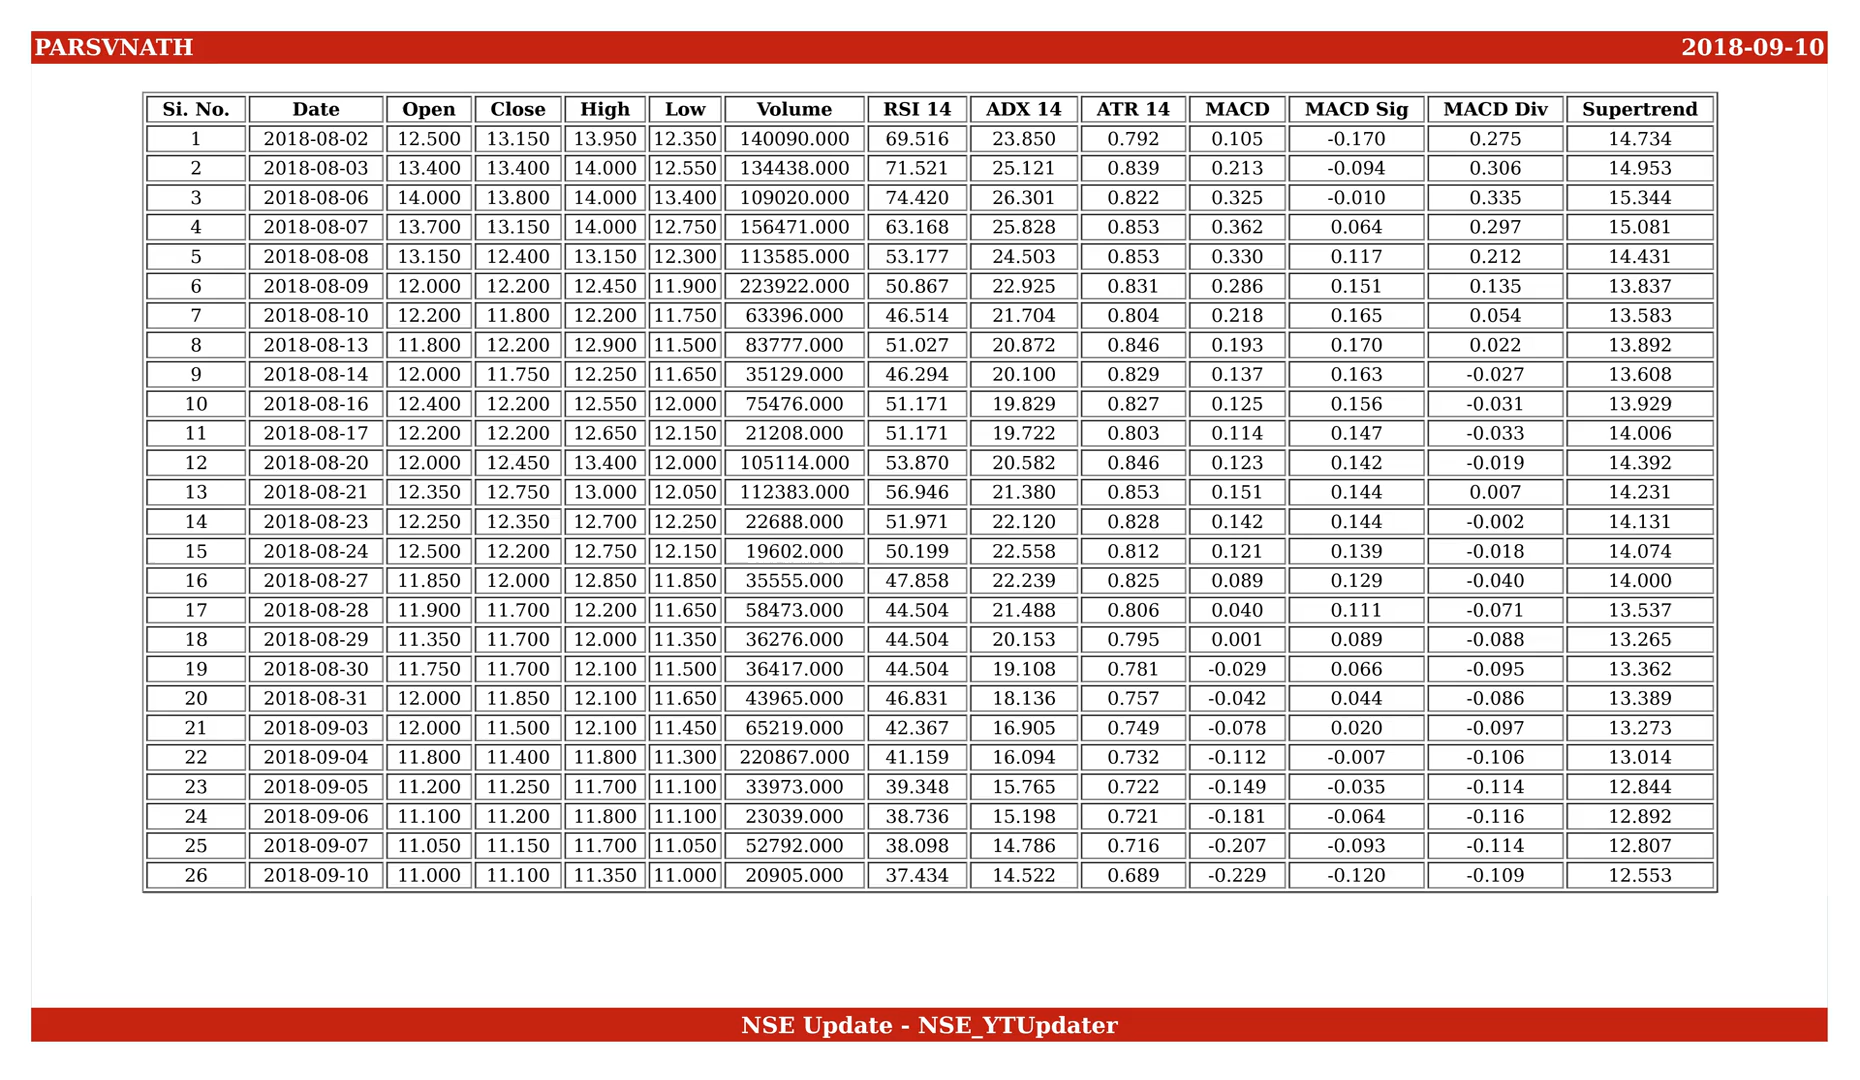 PARSVNATH 2018-09-10
Si. No. Date Open Close High Low Volume RSI 14 ADX 14 ATR 14 MACD MACD Sig MACD Div Supertrend
1 2018-08-02 12.500 13.150 13.950 12.350 140090.000 69.516 23.850 0.792 0.105 -0.170 0.275 14.734
2 2018-08-03 13.400 13.400 14.000 12.550 134438.000 71.521 25.121 0.839 0.213 -0.094 0.306 14.953
3 2018-08-06 14.000 13.800 14.000 13.400 109020.000 74.420 26.301 0.822 0.325 -0.010 0.335 15.344
4 2018-08-07 13.700 13.150 14.000 12.750 156471.000 63.168 25.828 0.853 0.362 0.064 0.297 15.081
5 2018-08-08 13.150 12.400 13.150 12.300 113585.000 53.177 24.503 0.853 0.330 0.117 0.212 14.431
6 2018-08-09 12.000 12.200 12.450 11.900 223922.000 50.867 22.925 0.831 0.286 0.151 0.135 13.837
7 2018-08-10 12.200 11.800 12.200 11.750 63396.000 46.514 21.704 0.804 0.218 0.165 0.054 13.583
8 2018-08-13 11.800 12.200 12.900 11.500 83777.000 51.027 20.872 0.846 0.193 0.170 0.022 13.892
9 2018-08-14 12.000 11.750 12.250 11.650 35129.000 46.294 20.100 0.829 0.137 0.163 -0.027 13.608
10 2018-08-16 12.400 12.200 12.550 12.000 75476.000 51.171 19.829 0.827 0.125 0.156 -0.031 13.929
11 2018-08-17 12.200 12.200 12.650 12.150 21208.000 51.171 19.722 0.803 0.114 0.147 -0.033 14.006
12 2018-08-20 12.000 12.450 13.400 12.000 105114.000 53.870 20.582 0.846 0.123 0.142 -0.019 14.392
13 2018-08-21 12.350 12.750 13.000 12.050 112383.000 56.946 21.380 0.853 0.151 0.144 0.007 14.231
14 2018-08-23 12.250 12.350 12.700 12.250 22688.000 51.971 22.120 0.828 0.142 0.144 -0.002 14.131
15 2018-08-24 12.500 12.200 12.750 12.150 19602.000 50.199 22.558 0.812 0.121 0.139 -0.018 14.074
16 2018-08-27 11.850 12.000 12.850 11.850 35555.000 47.858 22.239 0.825 0.089 0.129 -0.040 14.000
17 2018-08-28 11.900 11.700 12.200 11.650 58473.000 44.504 21.488 0.806 0.040 0.111 -0.071 13.537
18 2018-08-29 11.350 11.700 12.000 11.350 36276.000 44.504 20.153 0.795 0.001 0.089 -0.088 13.265
19 2018-08-30 11.750 11.700 12.100 11.500 36417.000 44.504 19.108 0.781 -0.029 0.066 -0.095 13.362
20 2018-08-31 12.000 11.850 12.100 11.650 43965.000 46.831 18.136 0.757 -0.042 0.044 -0.086 13.389
21 2018-09-03 12.000 11.500 12.100 11.450 65219.000 42.367 16.905 0.749 -0.078 0.020 -0.097 13.273
22 2018-09-04 11.800 11.400 11.800 11.300 220867.000 41.159 16.094 0.732 -0.112 -0.007 -0.106 13.014
23 2018-09-05 11.200 11.250 11.700 11.100 33973.000 39.348 15.765 0.722 -0.149 -0.035 -0.114 12.844
24 2018-09-06 11.100 11.200 11.800 11.100 23039.000 38.736 15.198 0.721 -0.181 -0.064 -0.116 12.892
25 2018-09-07 11.050 11.150 11.700 11.050 52792.000 38.098 14.786 0.716 -0.207 -0.093 -0.114 12.807
26 2018-09-10 11.000 11.100 11.350 11.000 20905.000 37.434 14.522 0.689 -0.229 -0.120 -0.109 12.553
NSE Update - NSE_YTUpdater